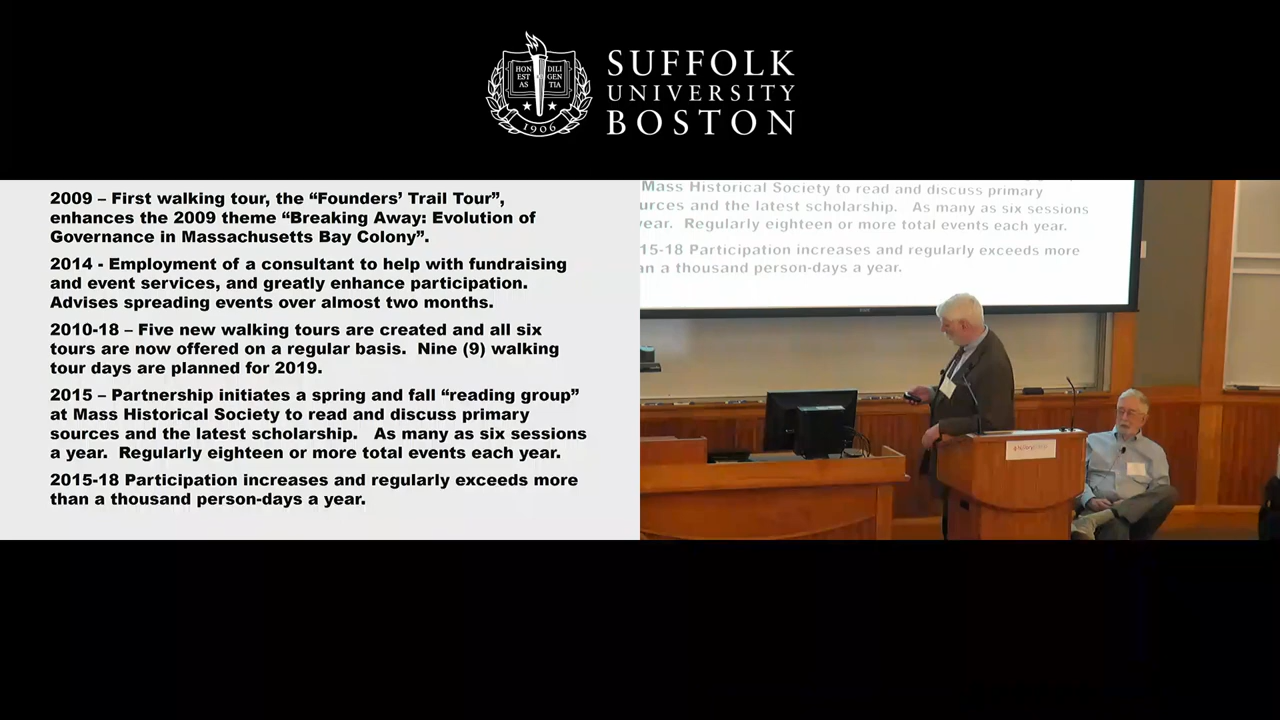 HON EST AS DILI GEN TIA
1906
SUFFOLK
UNIVERSITY
BOSTON
2009 – First walking tour, the “Founders’ Trail Tour”,
enhances the 2009 theme “Breaking Away: Evolution of
Governance in Massachusetts Bay Colony”.
2014 - Employment of a consultant to help with fundraising
and event services, and greatly enhance participation.
Advises spreading events over almost two months.
2010-18 – Five new walking tours are created and all six
tours are now offered on a regular basis.  Nine (9) walking
tour days are planned for 2019.
2015 – Partnership initiates a spring and fall “reading group”
at Mass Historical Society to read and discuss primary
sources and the latest scholarship.   As many as six sessions
a year.  Regularly eighteen or more total events each year.
2015-18 Participation increases and regularly exceeds more
than a thousand person-days a year.
Mass Historical Society to read and discuss primary
urces and the latest scholarship.   As many as six sessions
year.  Regularly eighteen or more total events each year.
15-18 Participation increases and regularly exceeds more
an a thousand person-days a year.